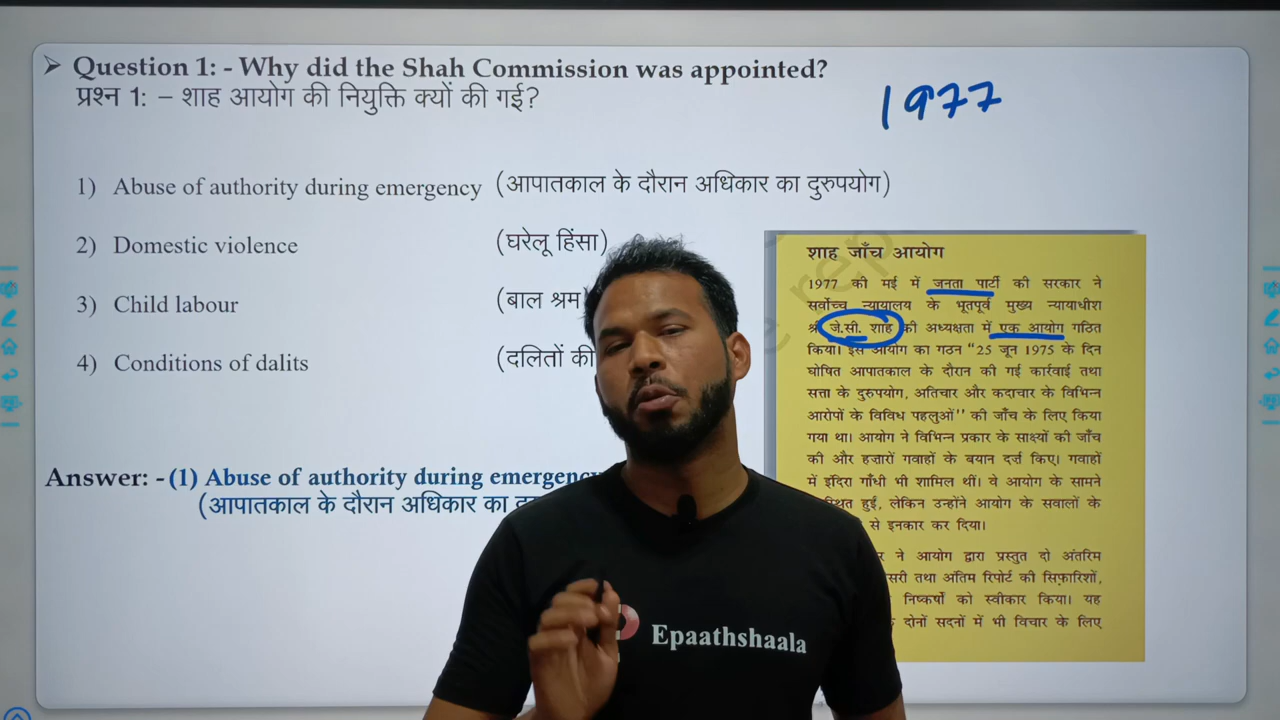 ➤ Question 1: - Why did the Shah Commission was appointed?
प्रश्न 1: – शाह आयोग की नियुक्ति क्यों की गई?
1977
1) Abuse of authority during emergency (आपातकाल के दौरान अधिकार का दुरुपयोग)
2) Domestic violence (घरेलू हिंसा)
3) Child labour (बाल श्रम
4) Conditions of dalits (दलितों की
Answer: - (1) Abuse of authority during emergency
(आपातकाल के दौरान अधिकार का
शाह जाँच आयोग
1977 की मई में जनता पार्टी की सरकार ने
सर्वोच्च न्यायालय के भूतपूर्व मुख्य न्यायाधीश
जे.सी. शाह की अध्यक्षता में एक आयोग गठित
किया। इस आयोग का गठन “25 जून 1975 के दिन
घोषित आपातकाल के दौरान की गई कार्रवाई तथा
सत्ता के दुरुपयोग, अतिचार और कदाचार के विभिन्न
आरोपों के विविध पहलुओं” की जाँच के लिए किया
गया था। आयोग ने विभिन्न प्रकार के साक्ष्यों की जाँच
की और हज़ारों गवाहों के बयान दर्ज किए। गवाहों
में इंदिरा गाँधी भी शामिल थीं। वे आयोग के सामने
हुईं, लेकिन उन्होंने आयोग के सवालों के
से इनकार कर दिया।
ने आयोग द्वारा प्रस्तुत दो अंतरिम
तथा अंतिम रिपोर्ट की सिफ़ारिशों,
निष्कर्षों को स्वीकार किया। यह
दोनों सदनों में भी विचार के लिए
Epaathshaala